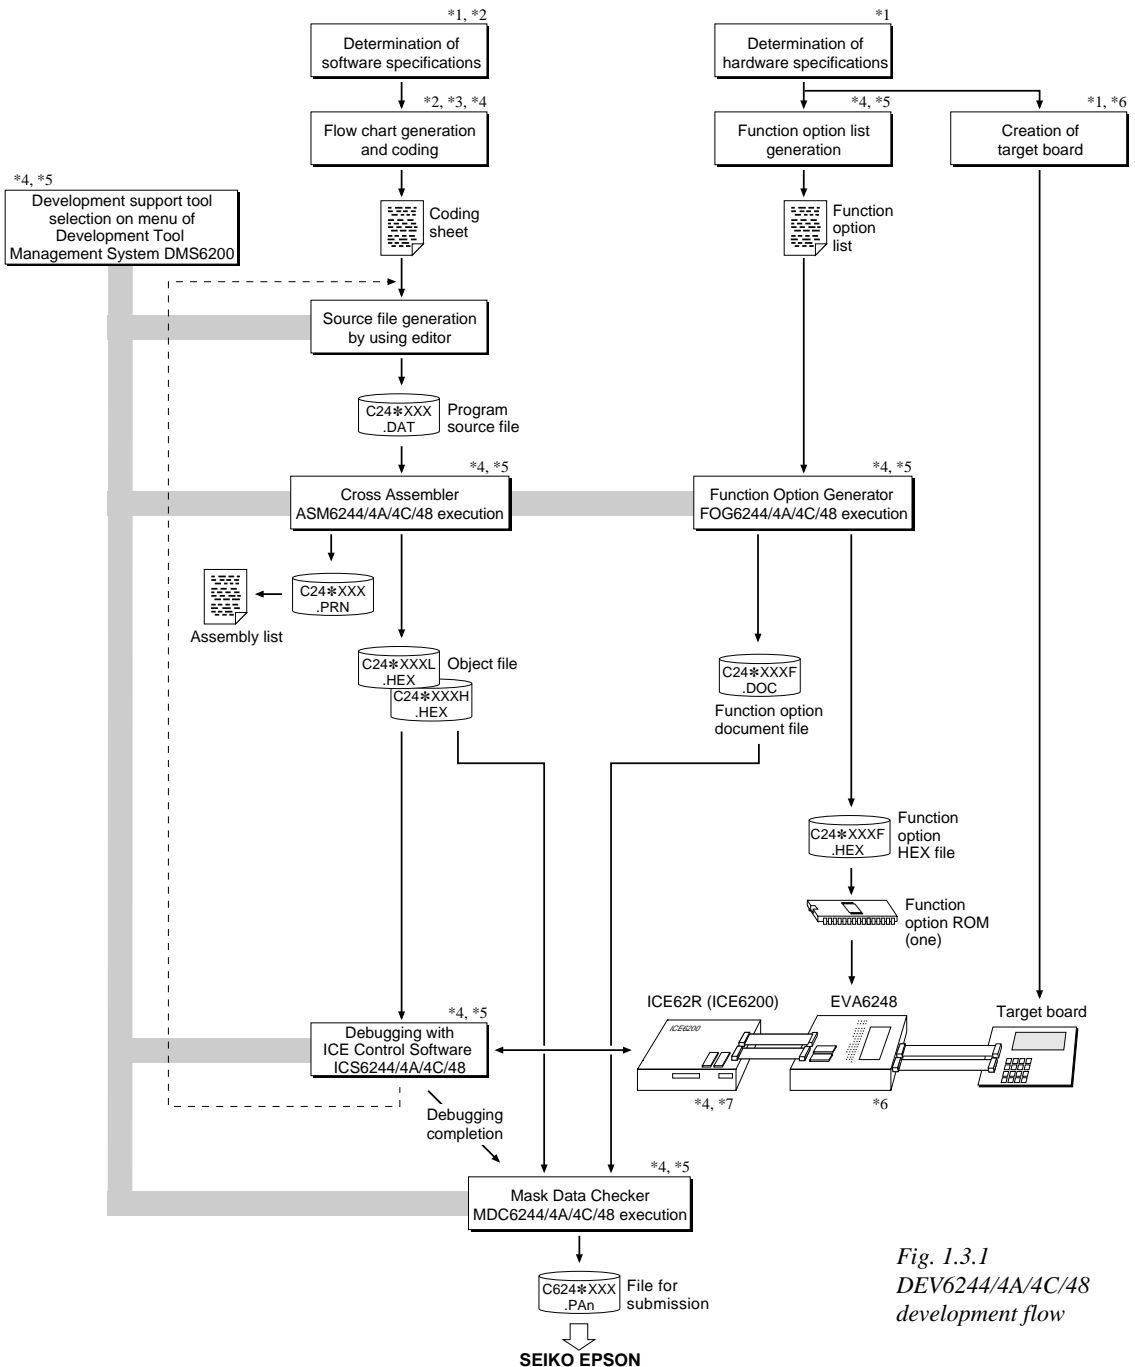 *1, *2
Determination of
software specifications
*1
Determination of
hardware specifications
*2, *3, *4
Flow chart generation
and coding
*4, *5
Function option list
generation
*1, *6
Creation of
target board
*4, *5
Development support tool
selection on menu of
Development Tool
Management System DMS6200
Coding
sheet
Function
option
list
Source file generation
by using editor
C24✱XXX
.DAT
Program
source file
*4, *5
Cross Assembler
ASM6244/4A/4C/48 execution
*4, *5
Function Option Generator
FOG6244/4A/4C/48 execution
C24✱XXX
.PRN
Assembly list
C24✱XXXL
.HEX
Object file
C24✱XXXH
.HEX
C24✱XXXF
.DOC
Function option
document file
C24✱XXXF
.HEX
Function
option
HEX file
Function
option ROM
(one)
*4, *5
Debugging with
ICE Control Software
ICS6244/4A/4C/48
ICE62R (ICE6200)
ICE6200
*4, *7
EVA6248
*6
Target board
Debugging
completion
*4, *5
Mask Data Checker
MDC6244/4A/4C/48 execution
C624✱XXX
.PAn
File for
submission
SEIKO EPSON
Fig. 1.3.1
DEV6244/4A/4C/48
development flow